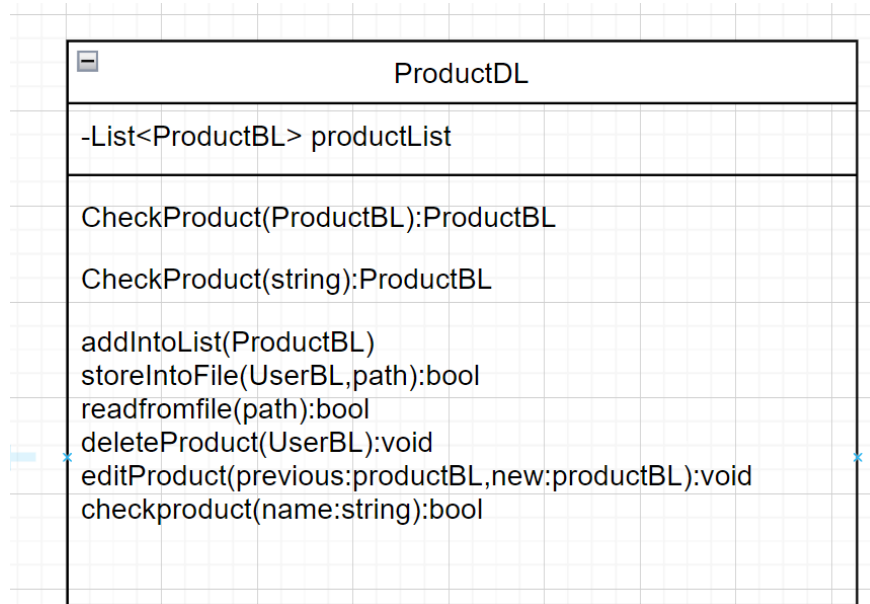 ProductDL
-List<ProductBL> productList
CheckProduct(ProductBL):ProductBL
CheckProduct(string):ProductBL
addIntoList(ProductBL)
storeIntoFile(UserBL,path):bool
readfromfile(path):bool
deleteProduct(UserBL):void
editProduct(previous:productBL,new:productBL):void
checkproduct(name:string):bool